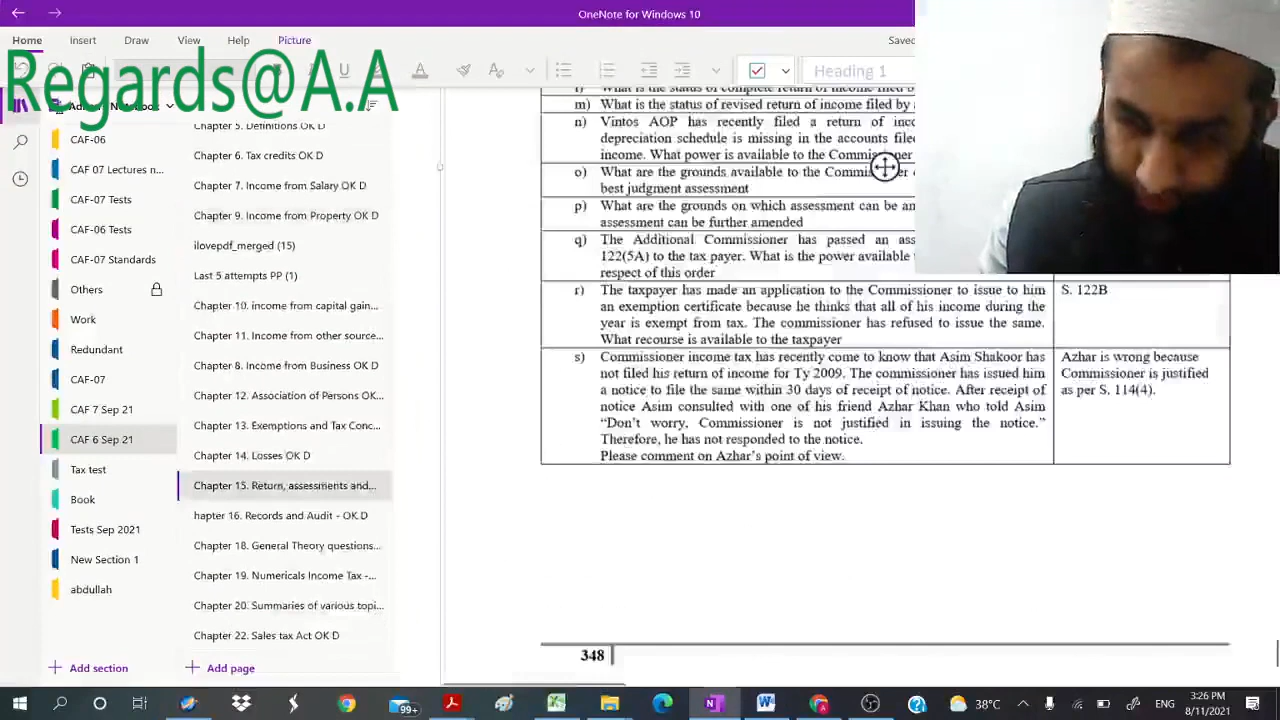 OneNote for Windows 10
Home Insert Draw View Help Picture Saved
Regards@A.A
Heading 1
CAF-06
CAF 07 Lectures n...
CAF-07 Tests
CAF-06 Tests
CAF-07 Standards
Others
Work
Redundant
CAF-07
CAF 7 Sep 21
CAF 6 Sep 21
Tax test
Book
Tests Sep 2021
New Section 1
abdullah
Add section
Chapter 5. Definitions OK D
Chapter 6. Tax credits OK D
Chapter 7. Income from Salary OK D
Chapter 9. Income from Property OK D
ilovepdf_merged (15)
Last 5 attempts PP (1)
Chapter 10. income from capital gain...
Chapter 11. Income from other source...
Chapter 8. Income from Business OK D
Chapter 12. Association of Persons OK...
Chapter 13. Exemptions and Tax Conc...
Chapter 14. Losses OK D
Chapter 15. Return, assessments and...
hapter 16. Records and Audit - OK D
Chapter 18. General Theory questions...
Chapter 19. Numericals Income Tax -...
Chapter 20. Summaries of various topi...
Chapter 22. Sales tax Act OK D
Add page
What is the status of complete return of income filed
m) What is the status of revised return of income filed by
n) Vintos AOP has recently filed a return of
depreciation schedule is missing in the accounts
income. What power is available to the Commissioner
o) What are the grounds available to the
best judgment assessment
p) What are the grounds on which assessment can be
assessment can be further amended
q) The Additional Commissioner has passed an
122(5A) to the tax payer. What is the power available
respect of this order
r) The taxpayer has made an application to the Commissioner to issue to him
an exemption certificate because he thinks that all of his income during the
year is exempt from tax. The commissioner has refused to issue the same.
What recourse is available to the taxpayer
S. 122B
s) Commissioner income tax has recently come to know that Asim Shakoor has
not filed his return of income for Ty 2009. The commissioner has issued him
a notice to file the same within 30 days of receipt of notice. After receipt of
notice Asim consulted with one of his friend Azhar Khan who told Asim
“Don’t worry, Commissioner is not justified in issuing the notice.”
Therefore, he has not responded to the notice.
Please comment on Azhar’s point of view.
Azhar is wrong because
Commissioner is justified
as per S. 114(4).
348
99+
38°C
ENG
3:26 PM
8/11/2021